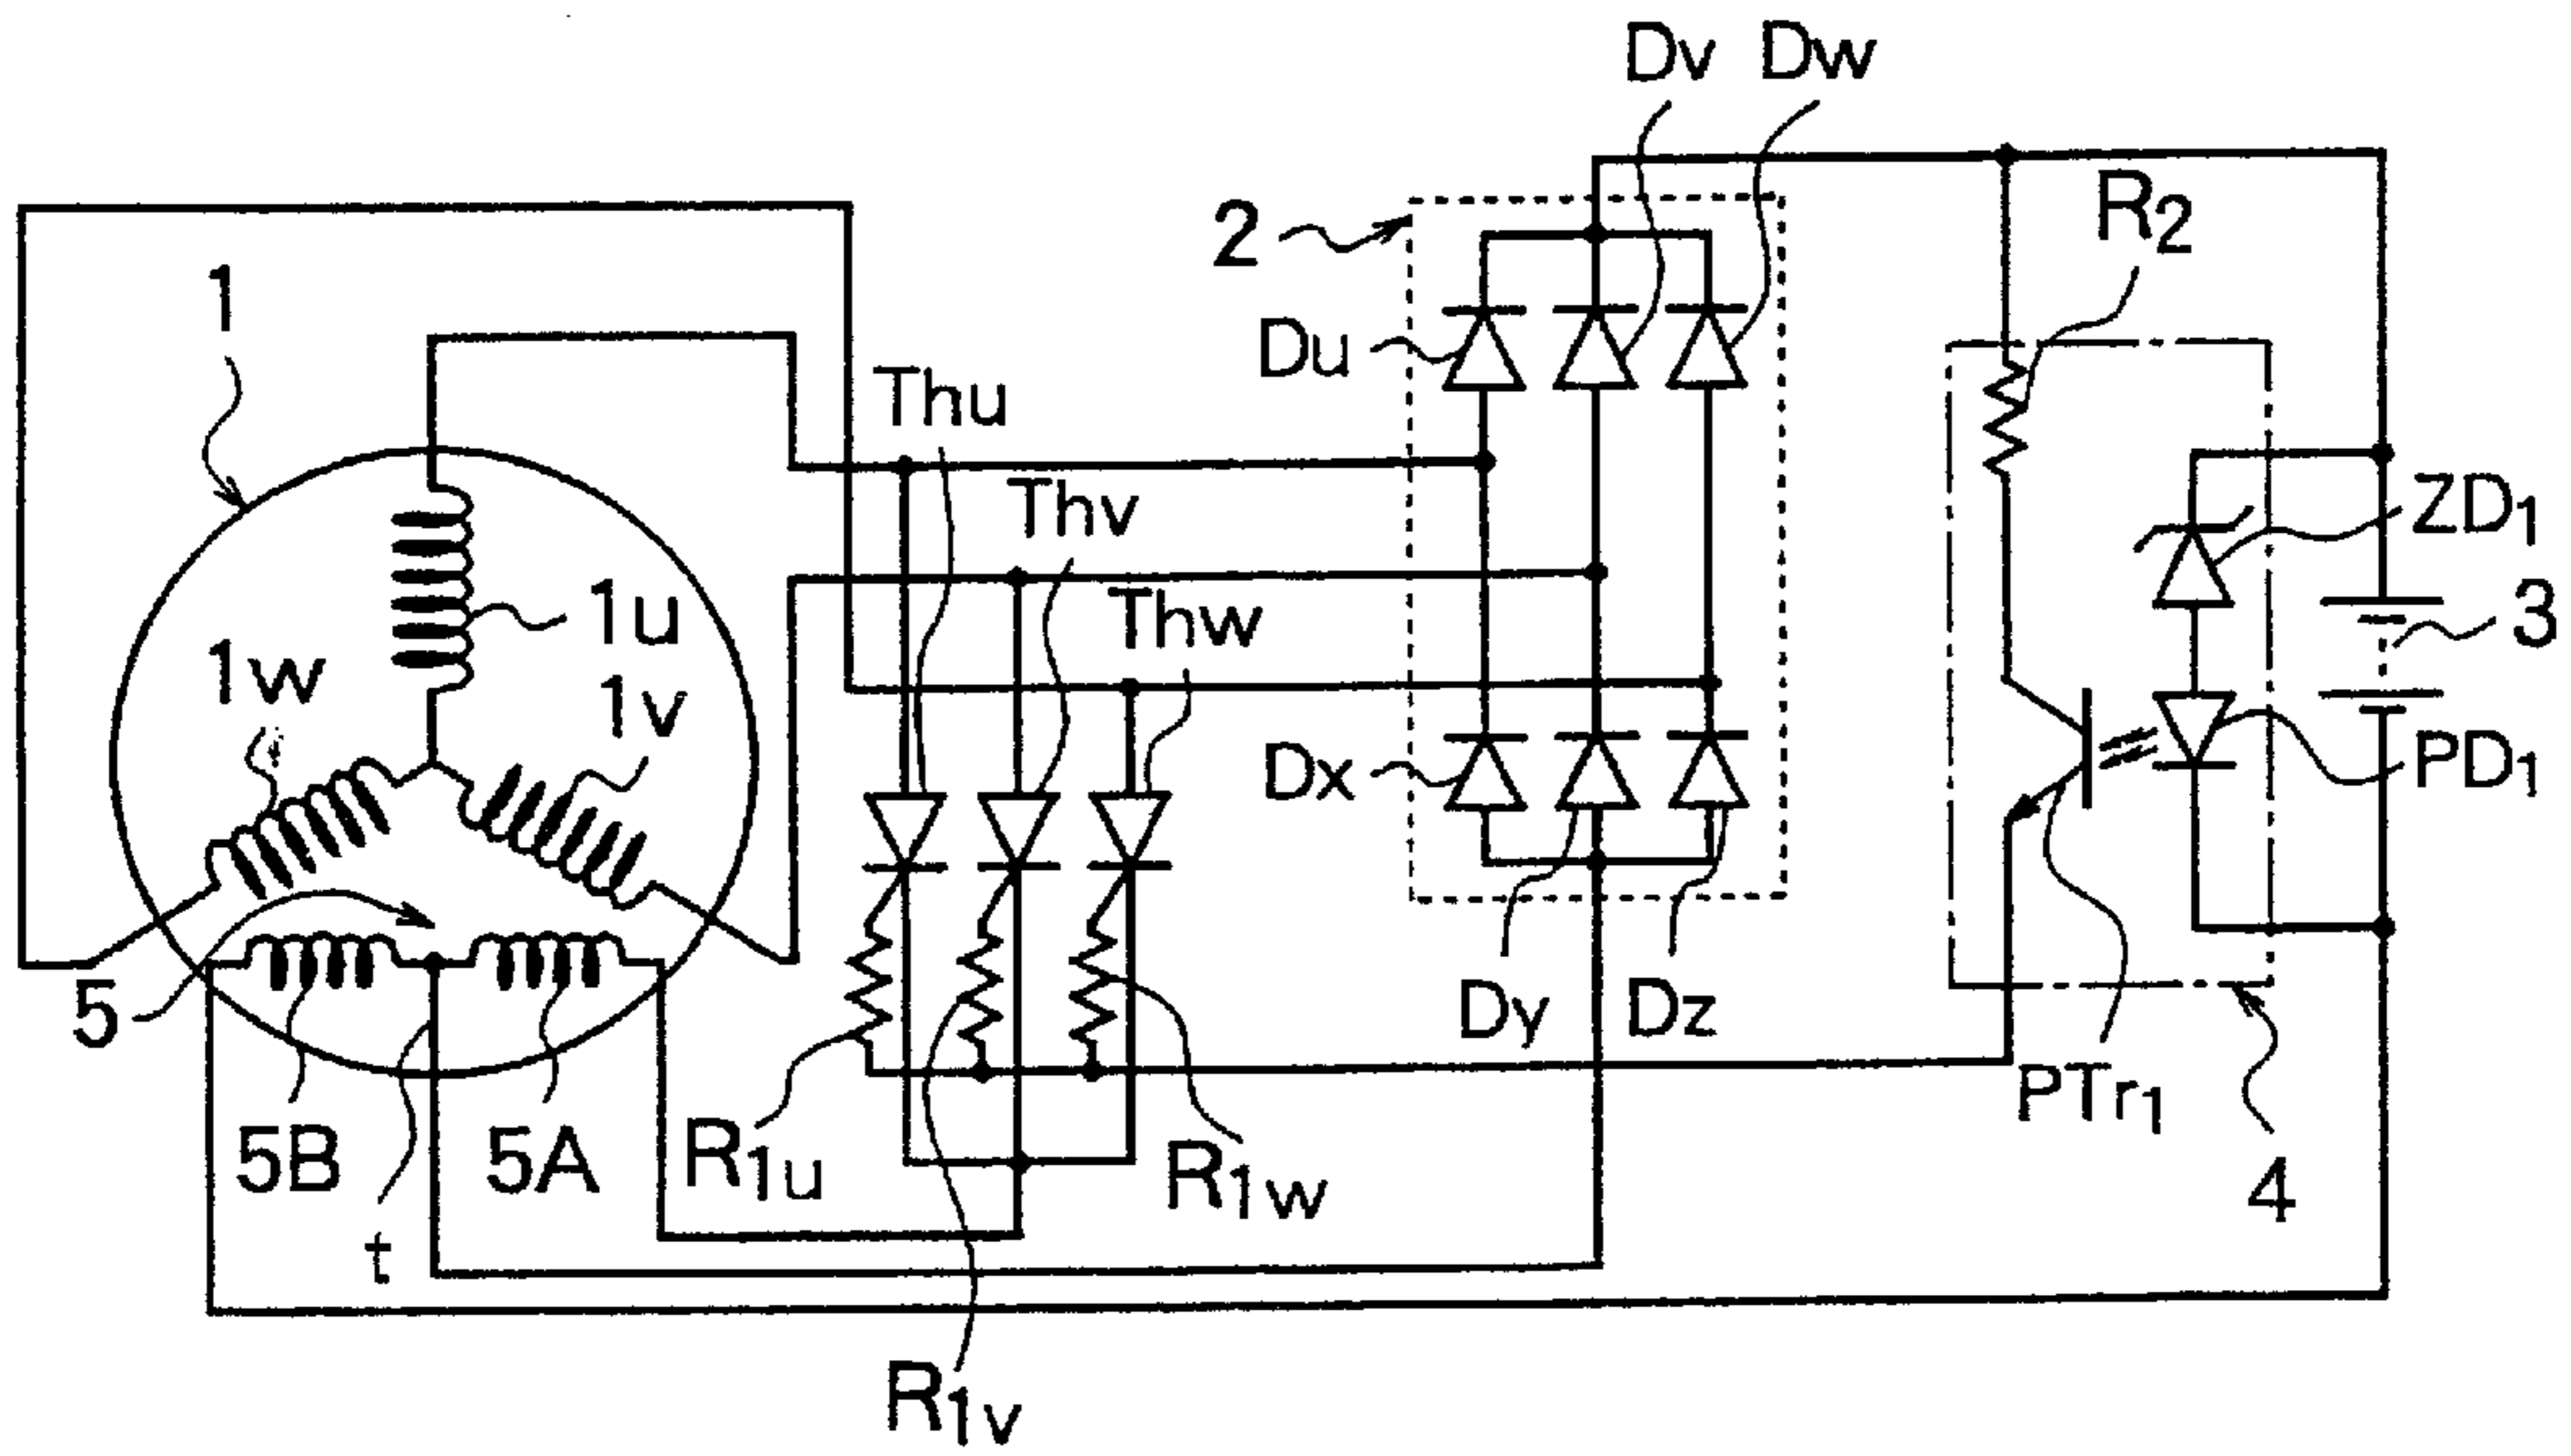 Dv Dw
2
R2
1
Du
Thu
Thv
ZD1
1u
Thw
3
1w
1v
Dx
PD1
5
Dy
Dz
PTr1
5B
5A
R1u
R1w
4
t
R1v